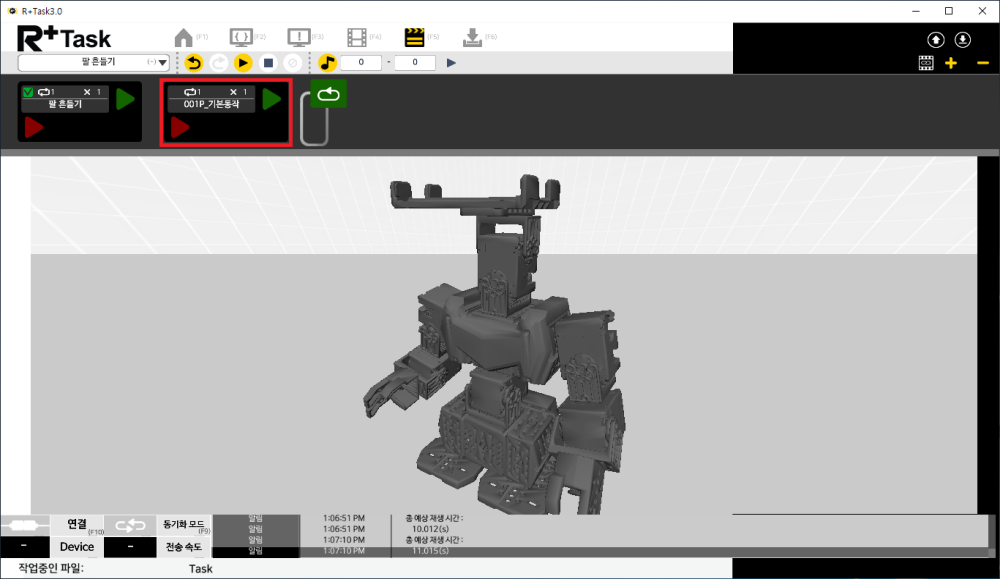 R+Task3.0
R+Task
(F1)
(F2)
(F3)
(F4)
(F5)
(F6)
팔 흔들기 (-)
0 - 0
1 X 1
팔 흔들기
1 X 1
001P_기본동작
연결 (F10)
동기화 모드 (F9)
- Device - 전송 속도
알림 1:06:51 PM 총 예상 재생 시간 :
알림 1:06:51 PM 10.012(s)
알림 1:07:10 PM 총 예상 재생 시간 :
알림 1:07:10 PM 11.015(s)
작업중인 파일: Task